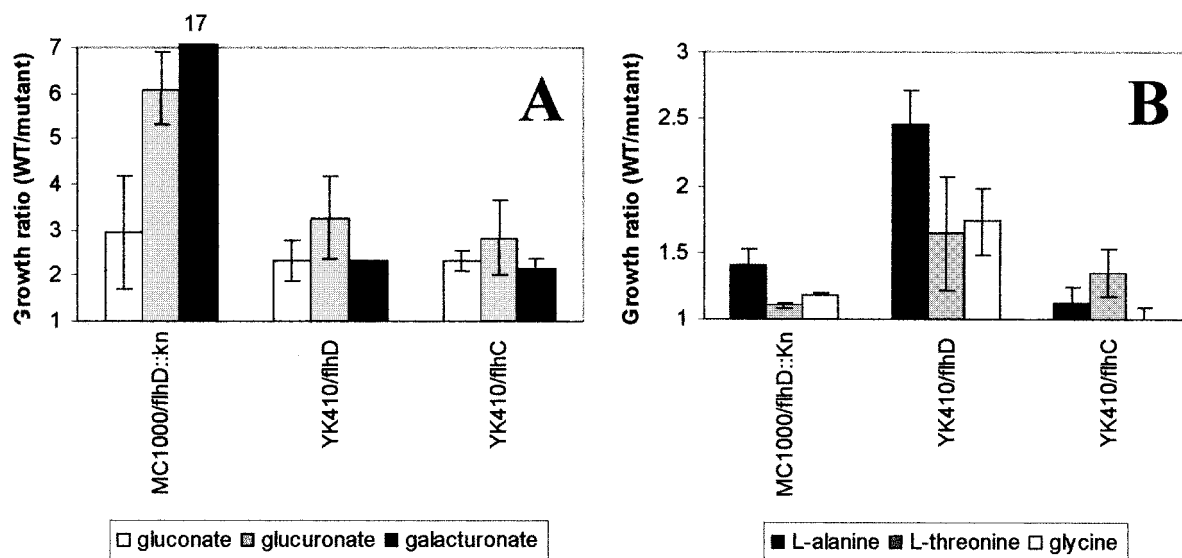 17
7
6
5
4
3
2
1
Growth ratio (WT/mutant)
A
MC1000/flhD::kn
YK410/flhD
YK410/flhC
gluconate glucuronate galacturonate
3
2.5
2
1.5
1
Growth ratio (WT/mutant)
B
MC1000/flhD::Kn
YK410/flhD
YK410/flhC
L-alanine L-threonine glycine